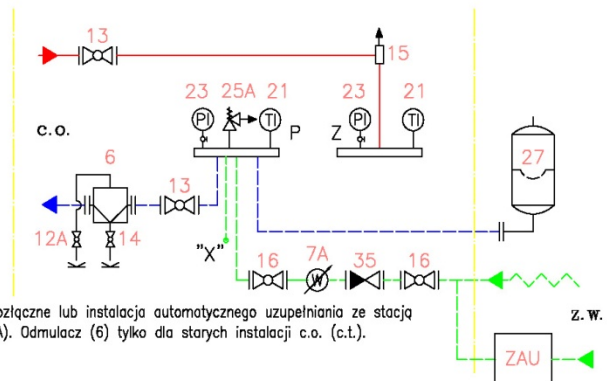 13
15
23 25A 21
23 21
PI TI P
Z PI TI
c.o.
6
27
13
12A 14
"X"
7A 35
16 W 16
ozłączne lub instalacja automatycznego uzupełniania ze stacją
A). Odmulacz (6) tylko dla starych instalacji c.o. (c.t.).
z.w.
ZAU